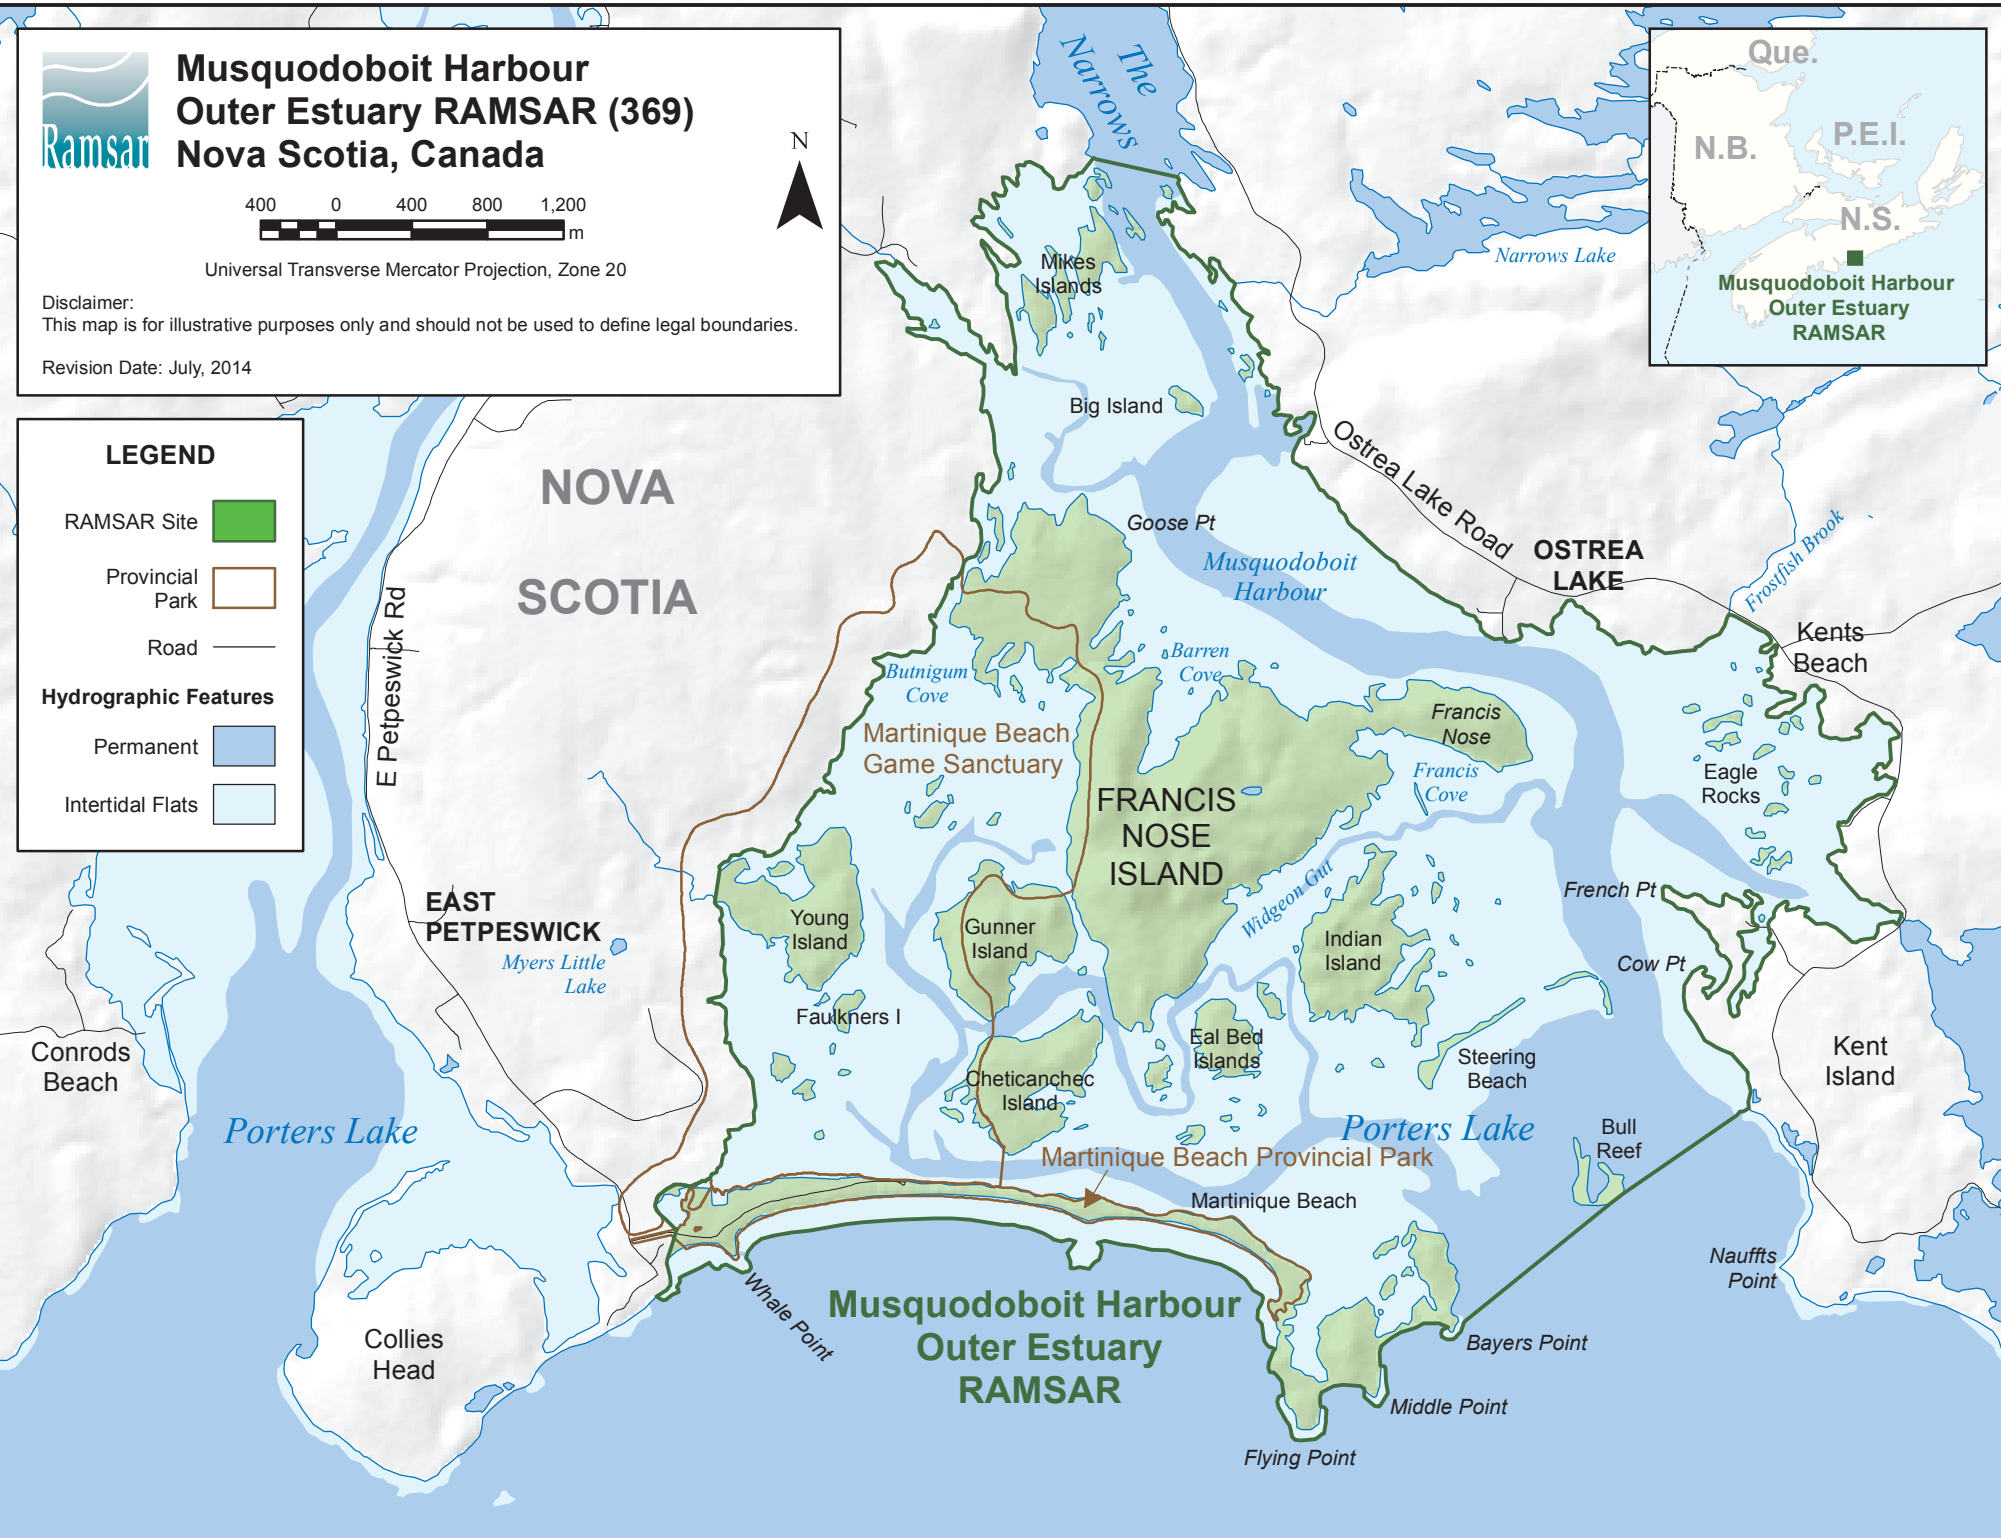 Ramsar
Musquodoboit Harbour
Outer Estuary RAMSAR (369)
Nova Scotia, Canada
400 0 400 800 1,200
m
Universal Transverse Mercator Projection, Zone 20
Disclaimer:
This map is for illustrative purposes only and should not be used to define legal boundaries.
Revision Date: July, 2014
N
LEGEND
RAMSAR Site
Provincial
Park
Road
Hydrographic Features
Permanent
Intertidal Flats
Que.
N.B.
P.E.I.
N.S.
Musquodoboit Harbour
Outer Estuary
RAMSAR
The
Narrows
Narrows Lake
Mikes
Islands
Big Island
Ostrea Lake Road
NOVA
SCOTIA
Goose Pt
Musquodoboit
Harbour
OSTREA
LAKE
Frostfish Brook
Kents
Beach
E Petpeswick Rd
Butnigum
Cove
Barren
Cove
Martinique Beach
Game Sanctuary
Francis
Nose
Francis
Cove
Eagle
Rocks
FRANCIS
NOSE
ISLAND
Widgeon Gut
French Pt
EAST
PETPESWICK
Myers Little
Lake
Young
Island
Gunner
Island
Indian
Island
Cow Pt
Faulkners I
Eal Bed
Islands
Steering
Beach
Kent
Island
Conrods
Beach
Cheticanchec
Island
Porters Lake
Porters Lake
Bull
Reef
Martinique Beach Provincial Park
Martinique Beach
Nauffts
Point
Whale Point
Musquodoboit Harbour
Outer Estuary
RAMSAR
Collies
Head
Bayers Point
Middle Point
Flying Point